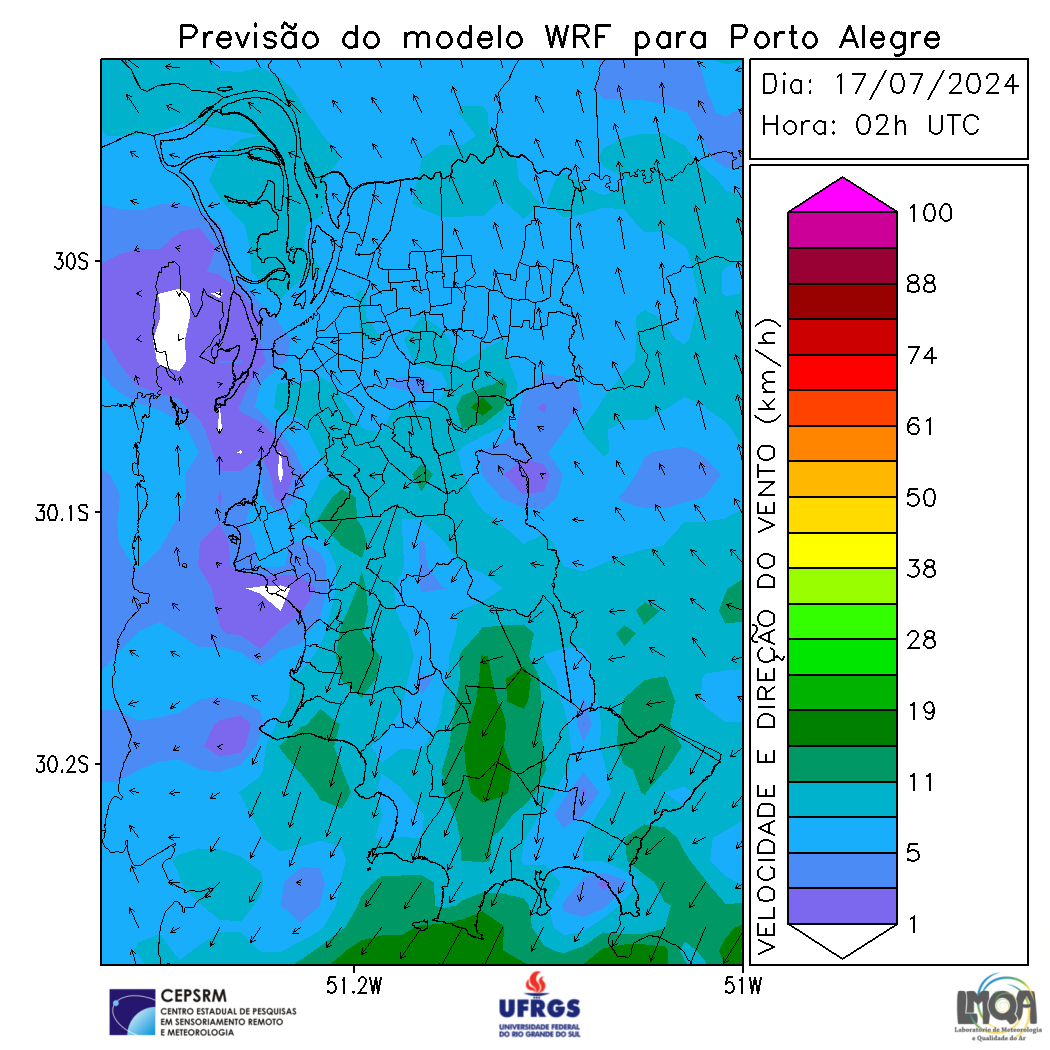 Previsão do modelo WRF para Porto Alegre
Dia: 17/07/2024
Hora: 02h UTC
30S
30.1S
30.2S
51.2W
51W
VELOCIDADE E DIREÇÃO DO VENTO (km/h)
100
88
74
61
50
38
28
19
11
5
1
CEPSRM
CENTRO ESTADUAL DE PESQUISAS
EM SENSORIAMENTO REMOTO
E METEOROLOGIA
UFRGS
UNIVERSIDADE FEDERAL
DO RIO GRANDE DO SUL
LMQA
Laboratório de Meteorologia
e Qualidade do Ar